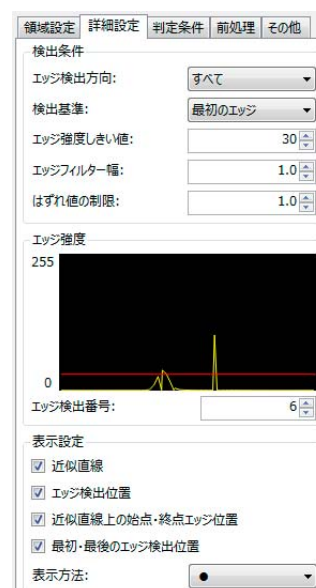 領域設定 詳細設定 判定条件 前処理 その他
検出条件
エッジ検出方向: すべて
検出基準: 最初のエッジ
エッジ強度しきい値: 30
エッジフィルター幅: 1.0
はずれ値の制限: 1.0
エッジ強度
255
0
エッジ検出番号: 6
表示設定
近似直線
エッジ検出位置
近似直線上の始点・終点エッジ位置
最初・最後のエッジ検出位置
表示方法: ●